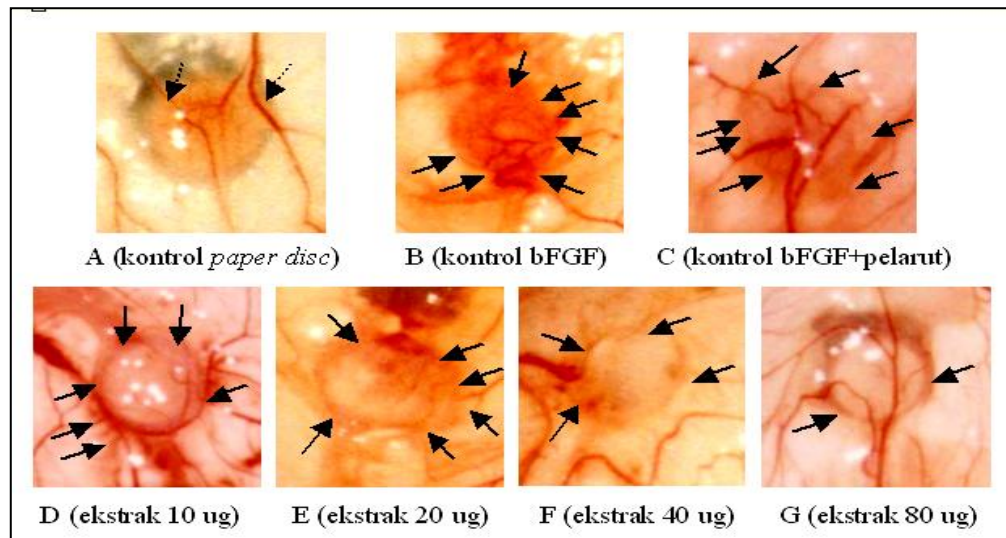 A (kontrol paper disc) B (kontrol bFGF) C (kontrol bFGF+pelarut)
D (ekstrak 10 ug) E (ekstrak 20 ug) F (ekstrak 40 ug) G (ekstrak 80 ug)